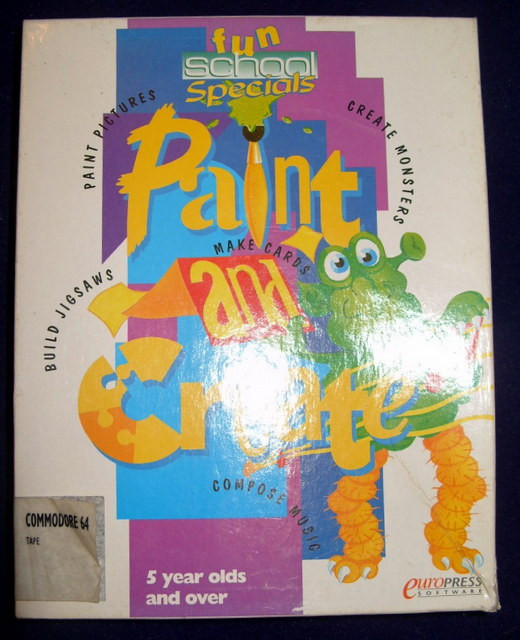 fun
school
Specials
PAINT PICTURES
CREATE MONSTERS
Paint
MAKE CARDS
BUILD JIGSAWS
and
Create
COMPOSE MUSIC
COMMODORE 64
TAPE
5 year olds
and over
euroPRESS
SOFTWARE